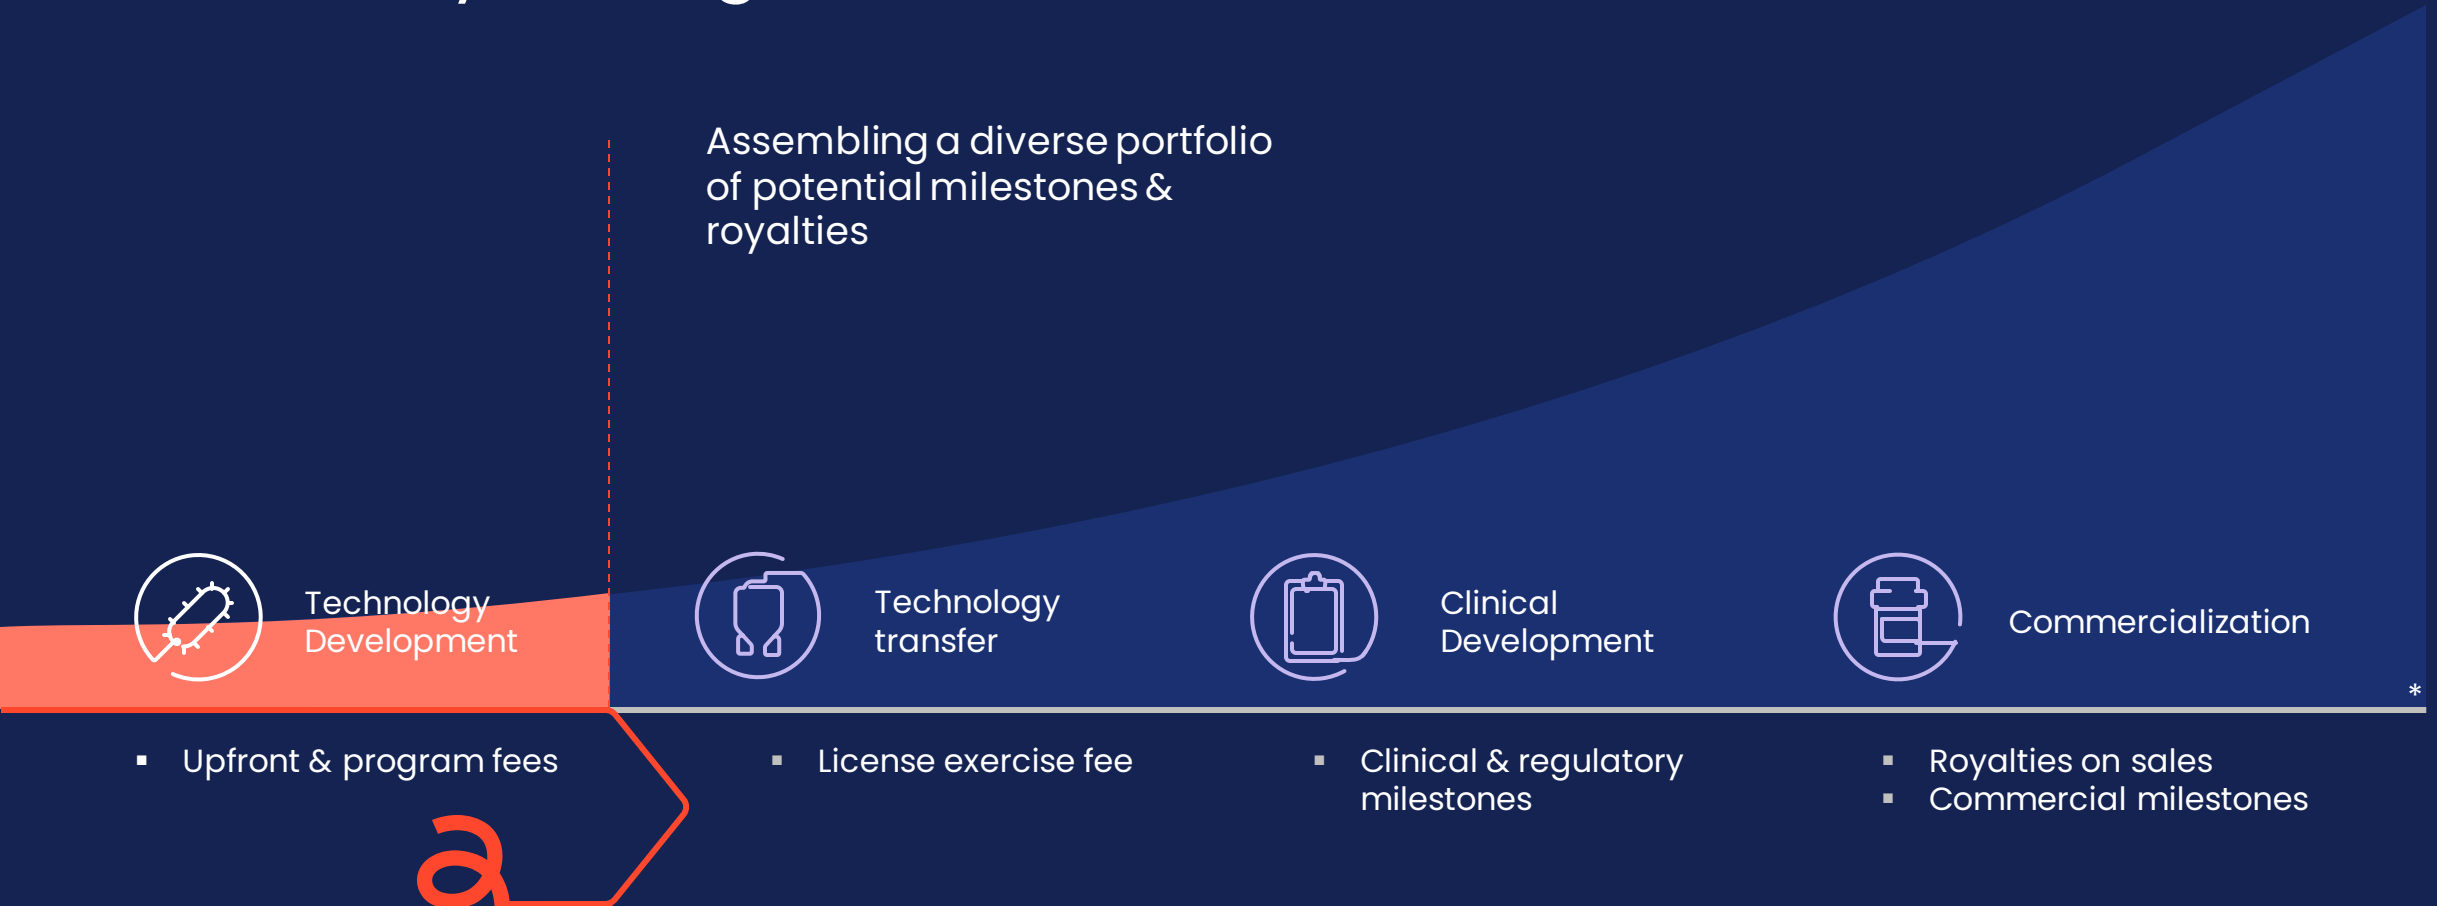 Assembling a diverse portfolio
of potential milestones &
royalties
Technology
Development
Technology
transfer
Clinical
Development
Commercialization
*
▪ Upfront & program fees
▪ License exercise fee
▪ Clinical & regulatory
milestones
▪ Royalties on sales
▪ Commercial milestones